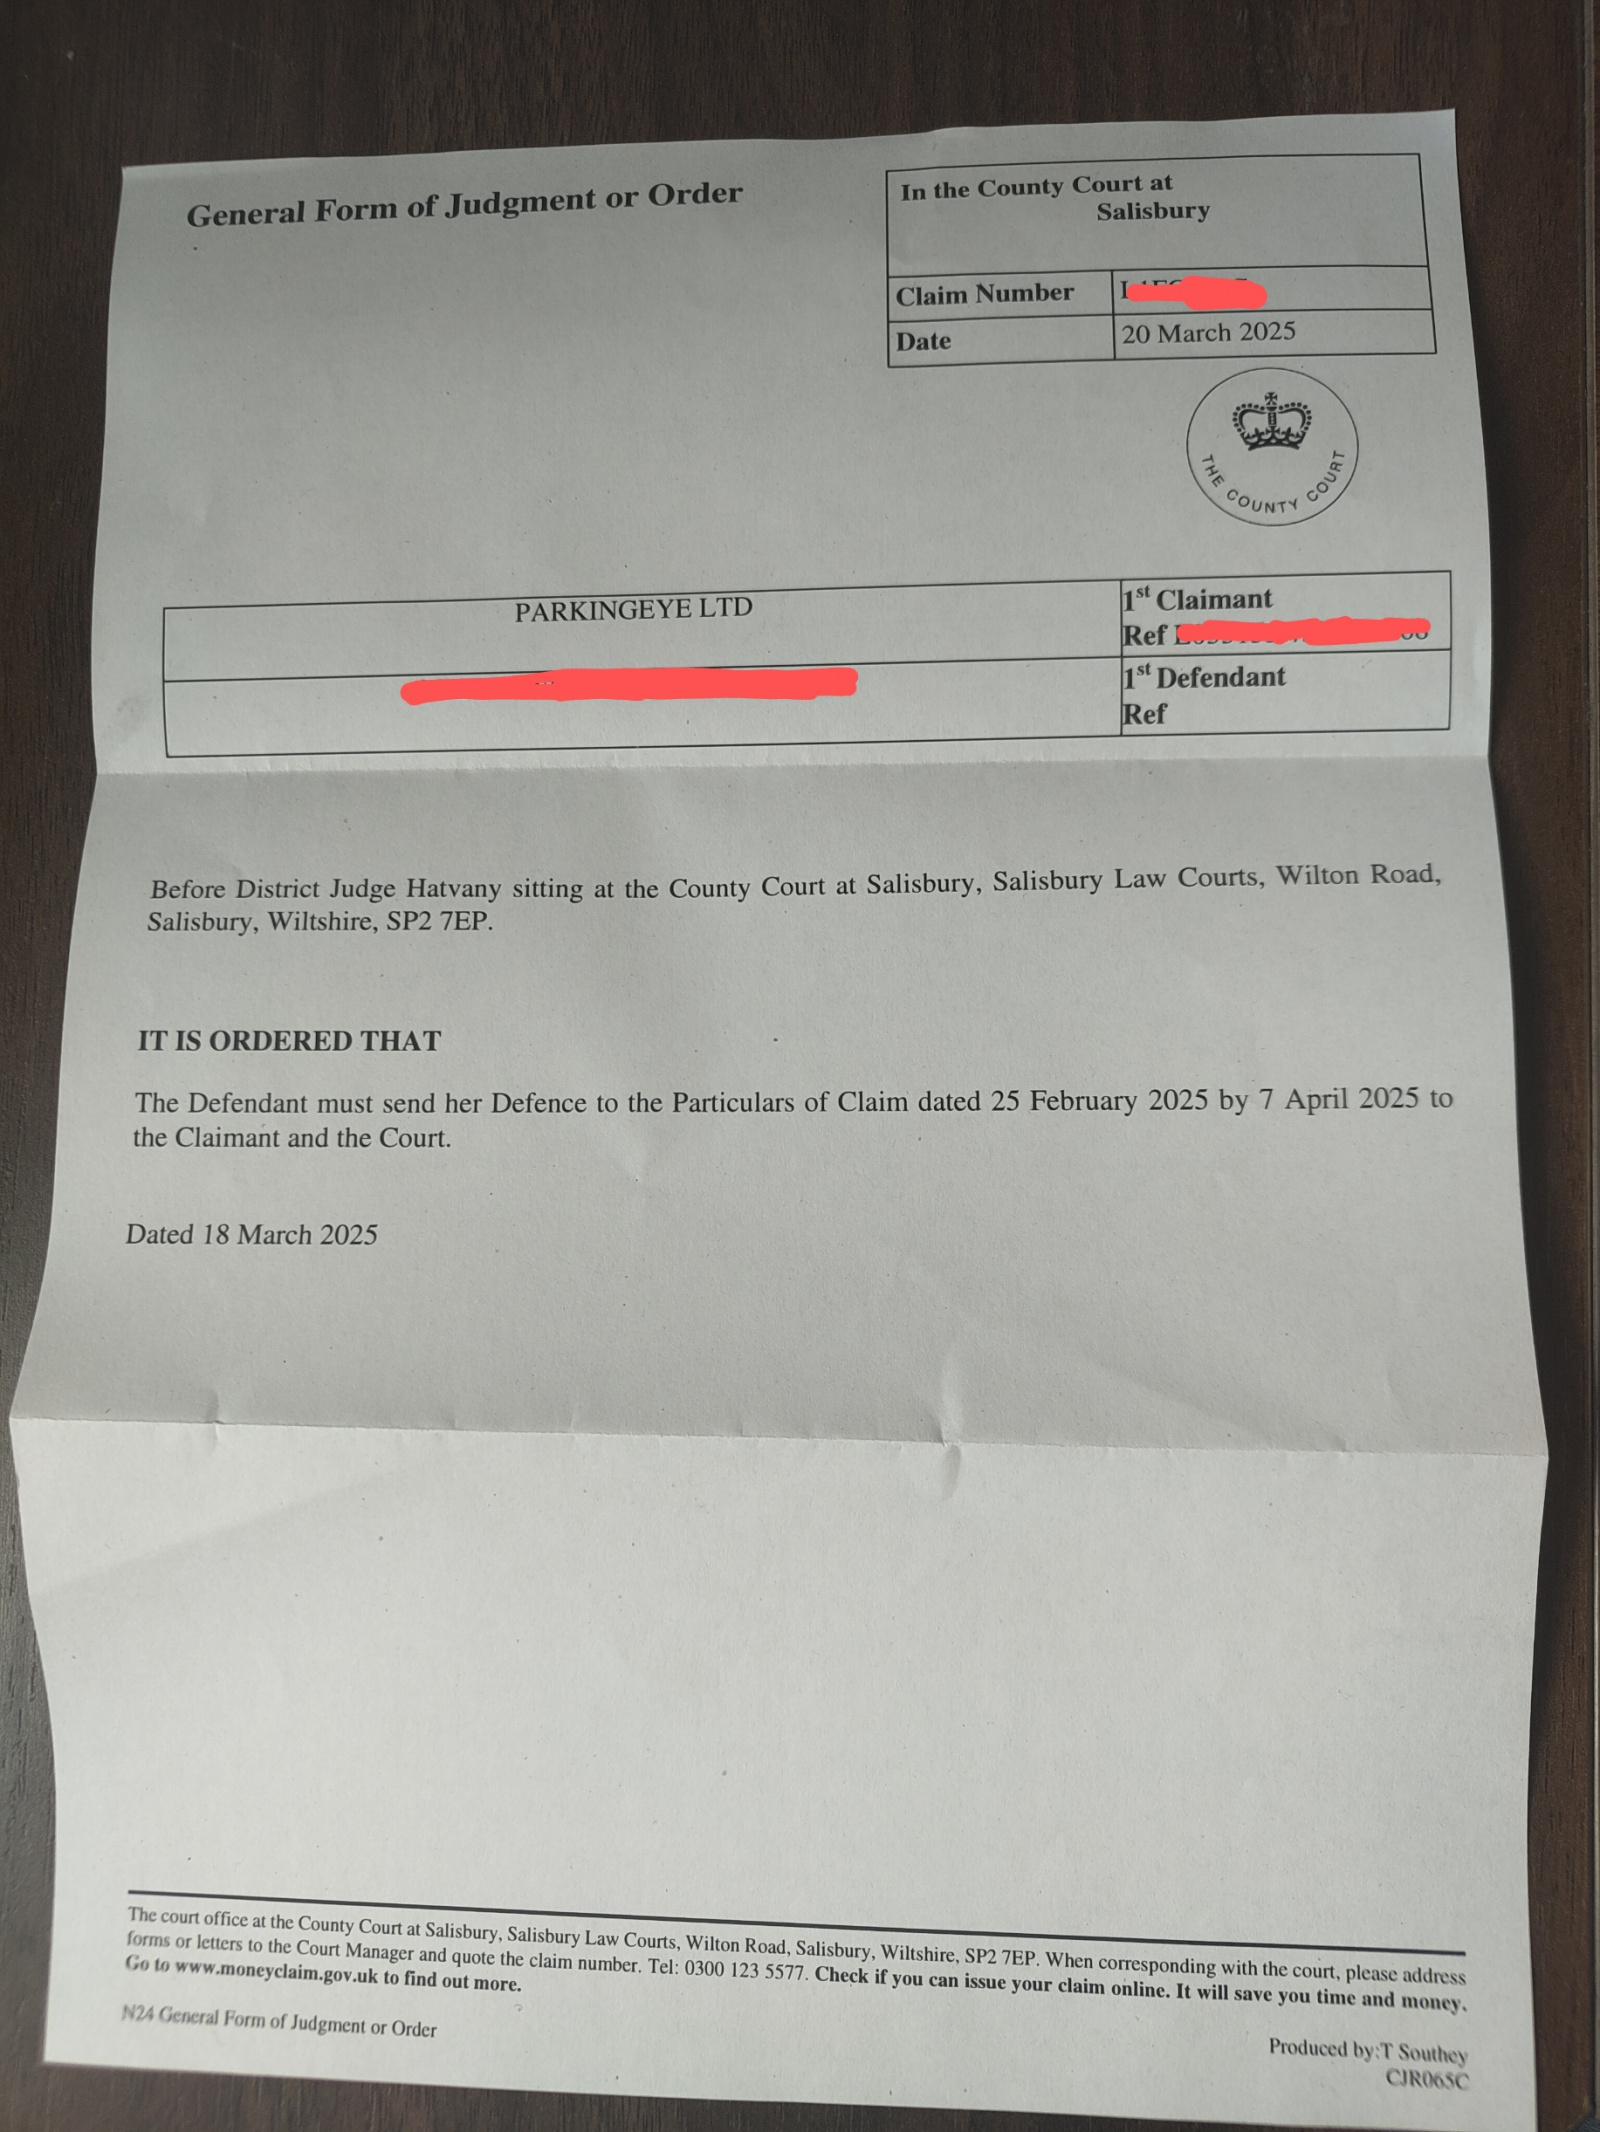 General Form of Judgment or Order
In the County Court at
Salisbury
Claim Number
Date
20 March 2025
THE COUNTY COURT
PARKINGEYE LTD
1st Claimant
Ref
1st Defendant
Ref
Before District Judge Hatvany sitting at the County Court at Salisbury, Salisbury Law Courts, Wilton Road,
Salisbury, Wiltshire, SP2 7EP.
IT IS ORDERED THAT
The Defendant must send her Defence to the Particulars of Claim dated 25 February 2025 by 7 April 2025 to
the Claimant and the Court.
Dated 18 March 2025
The court office at the County Court at Salisbury, Salisbury Law Courts, Wilton Road, Salisbury, Wiltshire, SP2 7EP. When corresponding with the court, please address
forms or letters to the Court Manager and quote the claim number. Tel: 0300 123 5577. Check if you can issue your claim online. It will save you time and money.
Go to www.moneyclaim.gov.uk to find out more.
N24 General Form of Judgment or Order
Produced by:T Southey
CJR065C